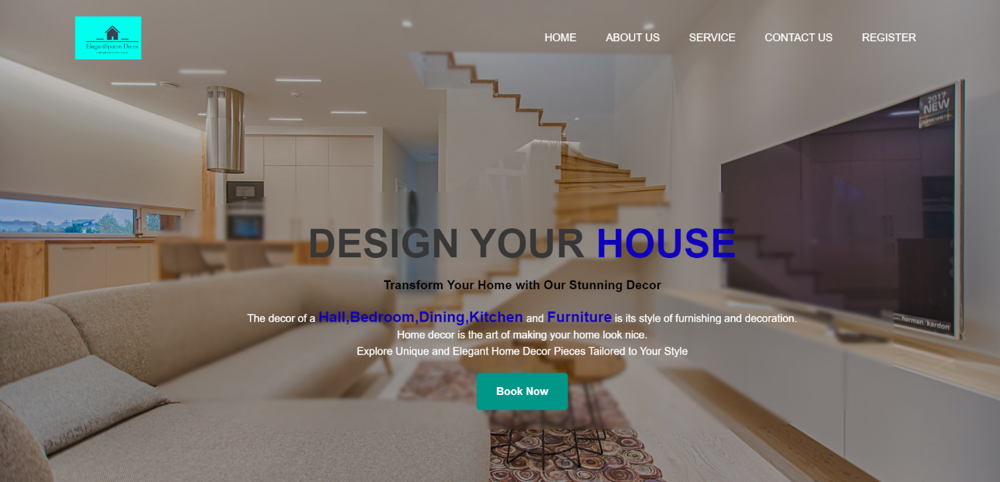 ElegantSpaces Decor
HOME ABOUT US SERVICE CONTACT US REGISTER
2017
NEW
DESIGN YOUR HOUSE
Transform Your Home with Our Stunning Decor
The decor of a Hall,Bedroom,Dining,Kitchen and Furniture is its style of furnishing and decoration.
Home decor is the art of making your home look nice.
Explore Unique and Elegant Home Decor Pieces Tailored to Your Style
harman kardon
Book Now